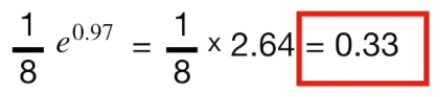 1/8 e^0.97 = 1/8 × 2.64 = 0.33